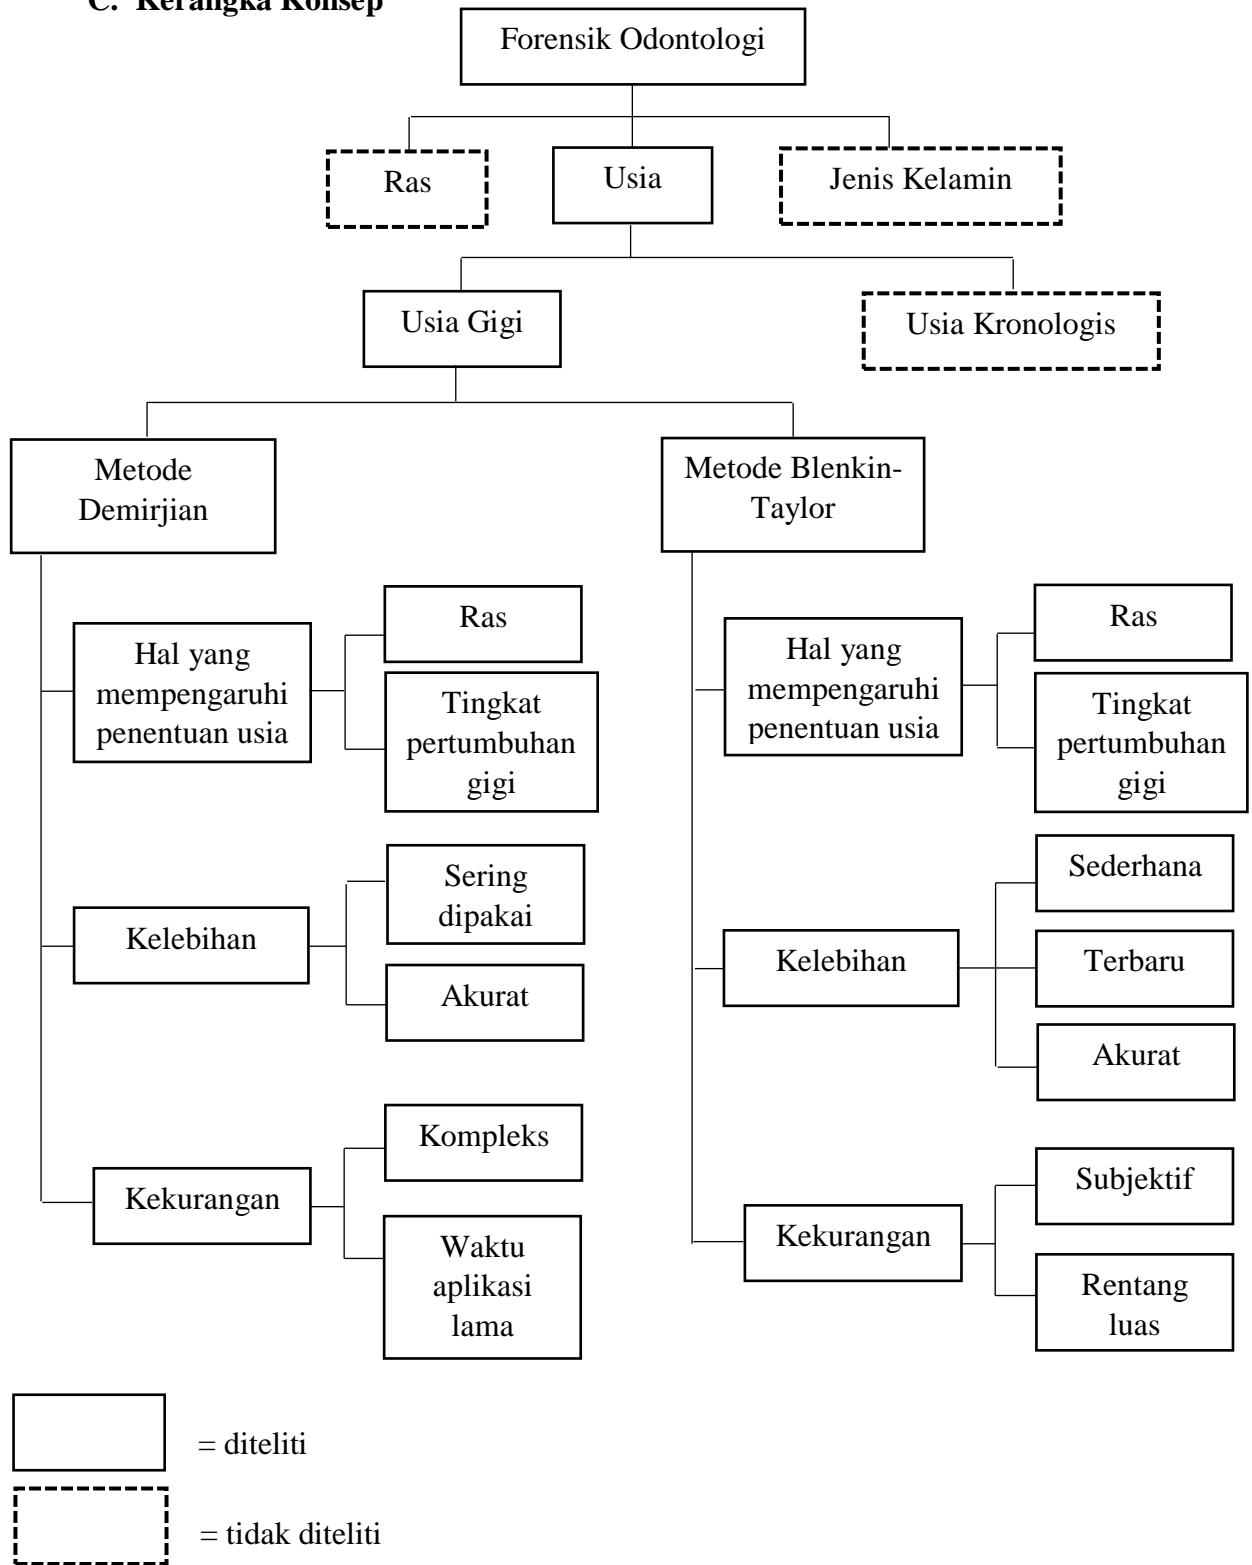 C. Kerangka Konsep
Forensik Odontologi
Ras
Usia
Jenis Kelamin
Usia Gigi
Usia Kronologis
Metode
Demirjian
Metode Blenkin-
Taylor
Hal yang
mempengaruhi
penentuan usia
Ras
Tingkat
pertumbuhan
gigi
Kelebihan
Sering
dipakai
Akurat
Kekurangan
Kompleks
Waktu
aplikasi
lama
Hal yang
mempengaruhi
penentuan usia
Ras
Tingkat
pertumbuhan
gigi
Kelebihan
Sederhana
Terbaru
Akurat
Kekurangan
Subjektif
Rentang
luas
= diteliti
= tidak diteliti